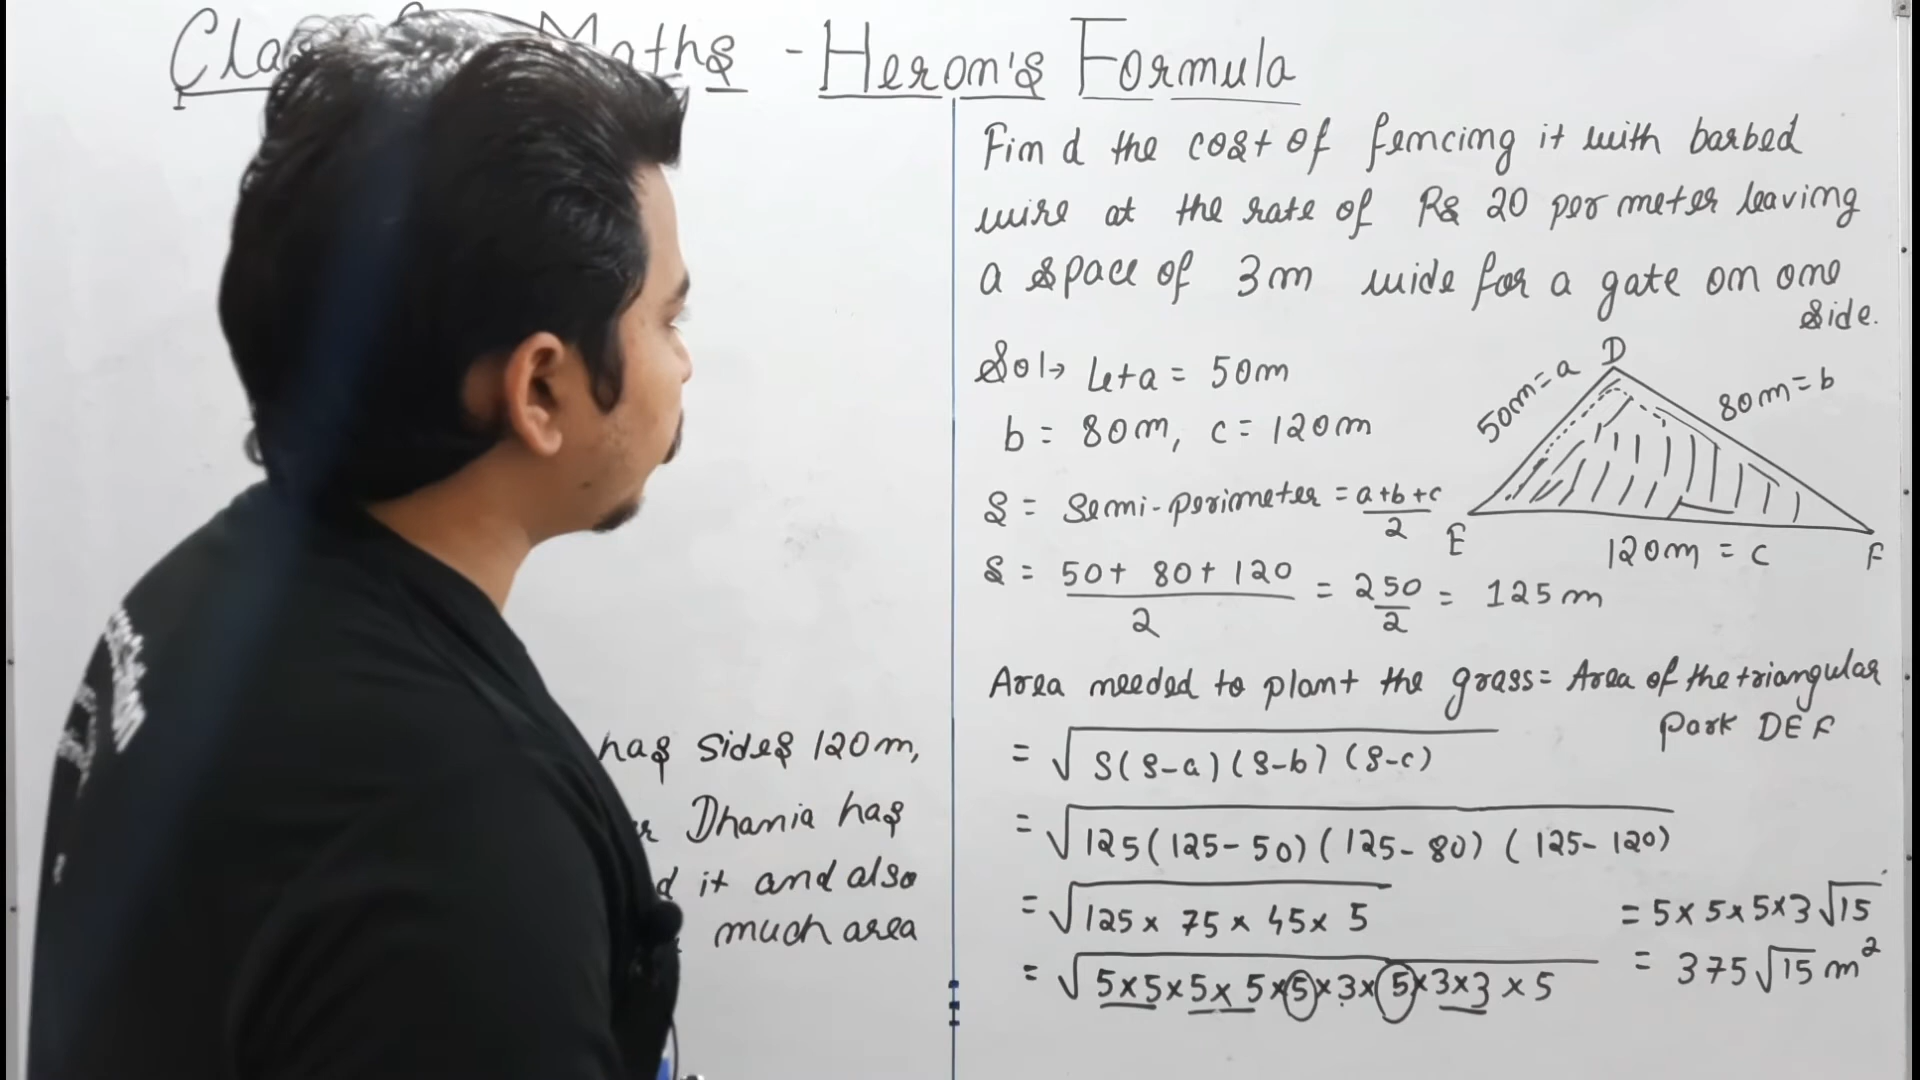 Maths - Heron's Formula
has sides 120m,
Dhania has
it and also
much area
Find the cost of fencing it with barbed
wire at the rate of Rs 20 per meter leaving
a space of 3m wide for a gate on one
side.
Sol→ Let a = 50m
b = 80m, c = 120m
S = Semi-perimeter = a+b+c/2
S = 50+ 80+ 120/2 = 250/2 = 125m
D
50m = a
80m = b
E
120m = c
F
Area needed to plant the grass = Area of the triangular
park DEF
= √S(S-a)(S-b)(S-c)
= √125(125-50)(125-80)(125-120)
= √125 × 75 × 45 × 5
= √5×5×5×5×5×3×5×3×3×5
= 5×5×5×3√15
= 375√15 m²